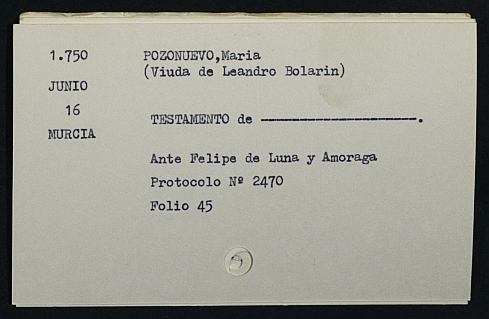 1.750 POZONUEVO,Maria
(Viuda de Leandro Bolarin)
JUNIO
16
TESTAMENTO de ----------------------.
MURCIA
Ante Felipe de Luna y Amoraga
Protocolo Nº 2470
Folio 45